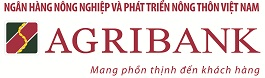 NGÂN HÀNG NÔNG NGHIỆP VÀ PHÁT TRIỂN NÔNG THÔN VIỆT NAM
AGRIBANK
Mang phồn thịnh đến khách hàng